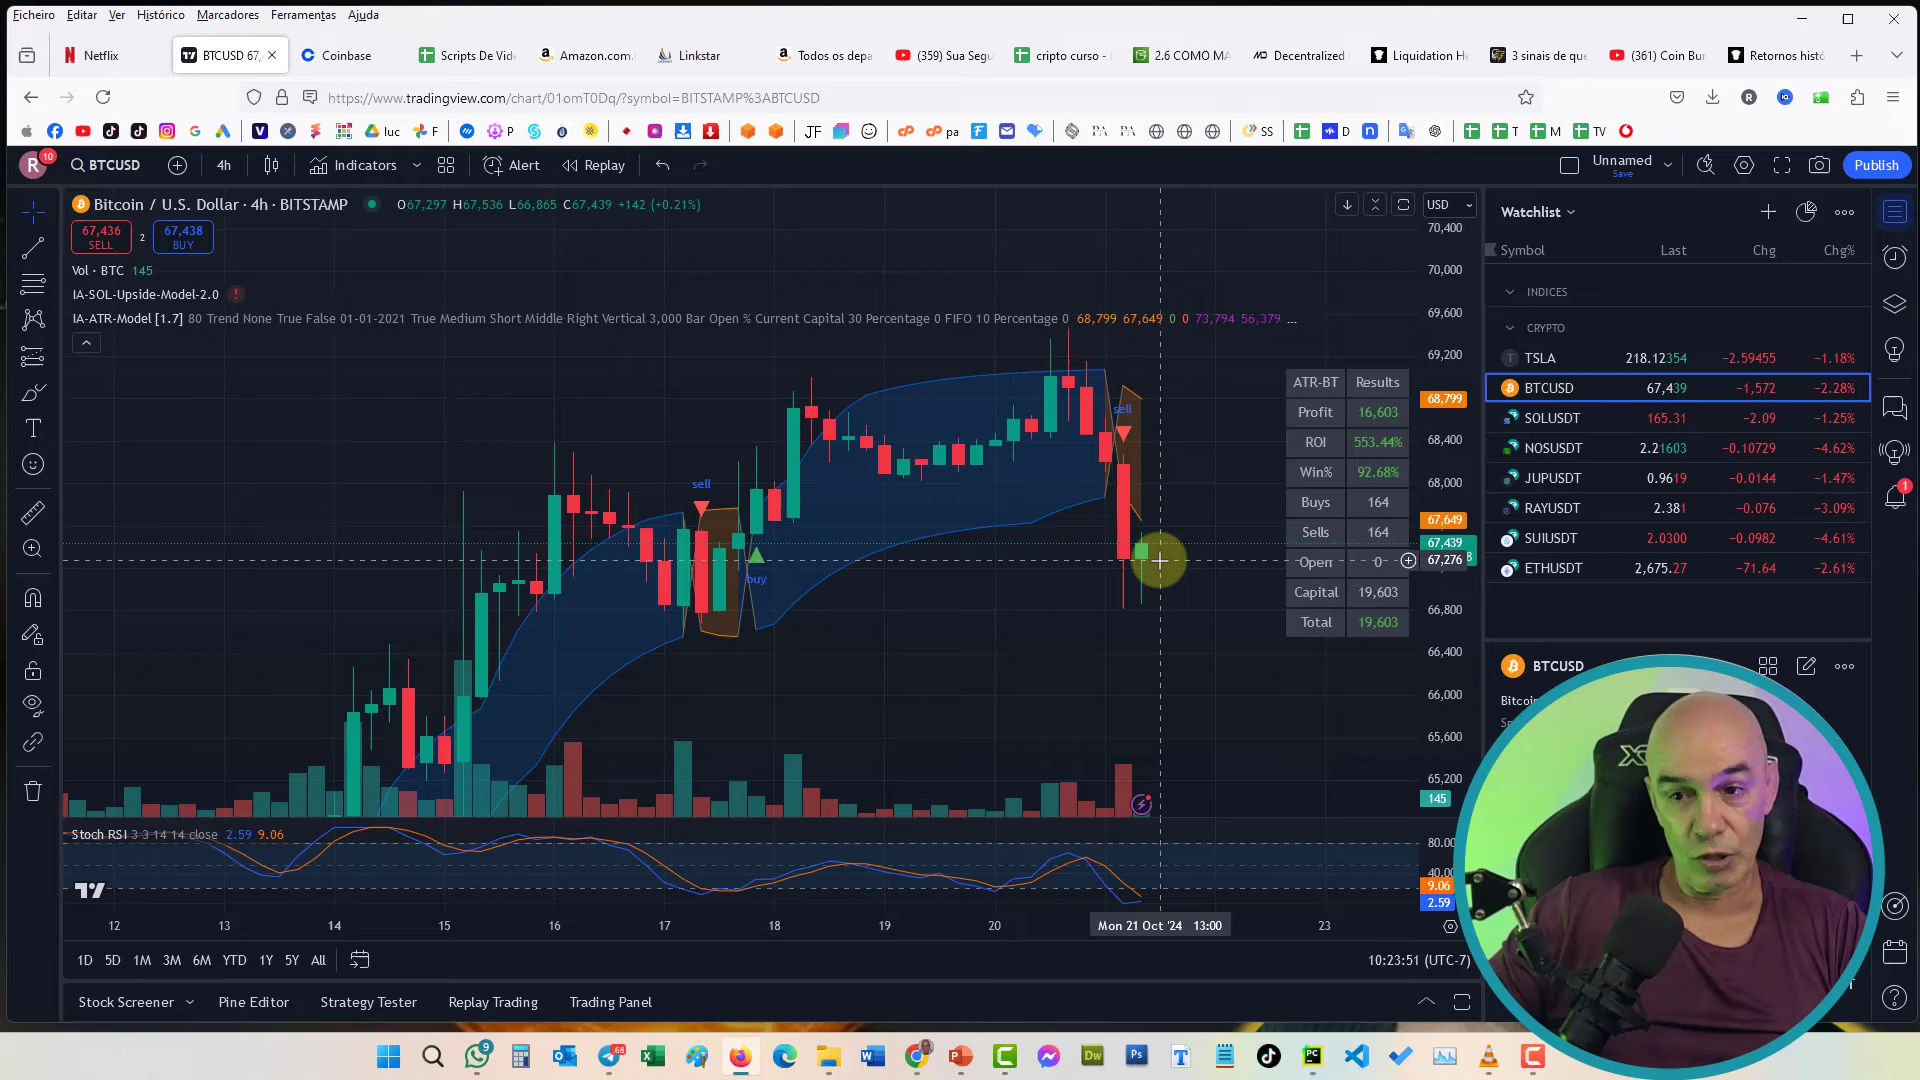 Ficheiro Editar Ver Histórico Marcadores Ferramentas Ajuda
Netflix BTCUSD 67, Coinbase Scripts De Víd Amazon.com. Linkstar Todos os depa (359) Sua Segu cripto curso - 2.6 COMO MA Decentralized Liquidation He 3 sinais de que (361) Coin Bur Retornos histó
https://www.tradingview.com/chart/01omT0Dq/?symbol=BITSTAMP%3ABTCUSD
luc F P JF pa SS D T M TV
R 10 BTCUSD 4h Indicators Alert Replay Unnamed Save Publish
Bitcoin / U.S. Dollar · 4h · BITSTAMP O67,297 H67,536 L66,865 C67,439 +142 (+0.21%)
67,436 SELL 2 67,438 BUY
Vol · BTC 145
IA-SOL-Upside-Model-2.0
IA-ATR-Model [1.7] 80 Trend None True False 01-01-2021 True Medium Short Middle Right Vertical 3,000 Bar Open % Current Capital 30 Percentage 0 FIFO 10 Percentage 0 68,799 67,649 0 0 73,794 56,379 ...
sell
buy
sell
ATR-BT Results
Profit 16,603
ROI 553.44%
Win% 92.68%
Buys 164
Sells 164
Open 0
Capital 19,603
Total 19,603
USD
70,400
70,000
69,600
69,200
68,799
68,400
68,000
67,649
67,439
67,276
66,800
66,400
66,000
65,600
65,200
145
Stoch RSI 3 3 14 14 close 2.59 9.06
80.00
40.00
9.06
2.59
12 13 14 15 16 17 18 19 20 Mon 21 Oct '24 13:00 23
1D 5D 1M 3M 6M YTD 1Y 5Y All 10:23:51 (UTC-7)
Stock Screener Pine Editor Strategy Tester Replay Trading Trading Panel
Watchlist
Symbol Last Chg Chg%
INDICES
CRYPTO
TSLA 218.12354 −2.59455 −1.18%
BTCUSD 67,439 −1,572 −2.28%
SOLUSDT 165.31 −2.09 −1.25%
NOSUSDT 2.21603 −0.10729 −4.62%
JUPUSDT 0.9619 −0.0144 −1.47%
RAYUSDT 2.381 −0.076 −3.09%
SUIUSDT 2.0300 −0.0982 −4.61%
ETHUSDT 2,675.27 −71.64 −2.61%
BTCUSD
Bitcoin
1
9 68